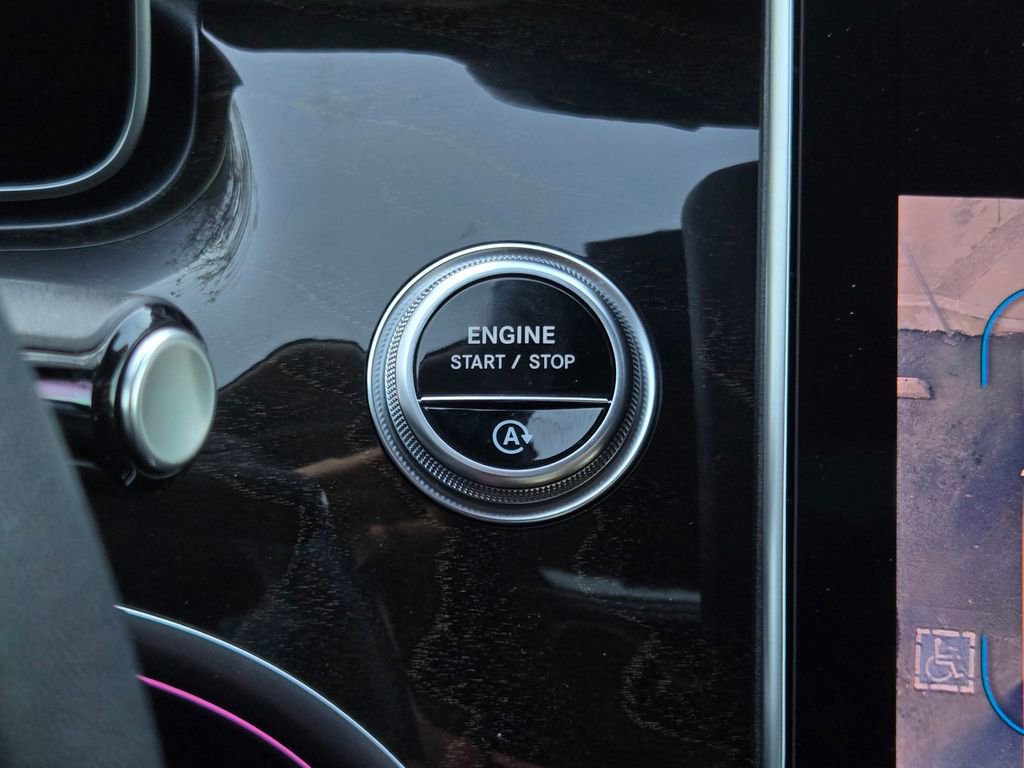 ENGINE
START / STOP
A